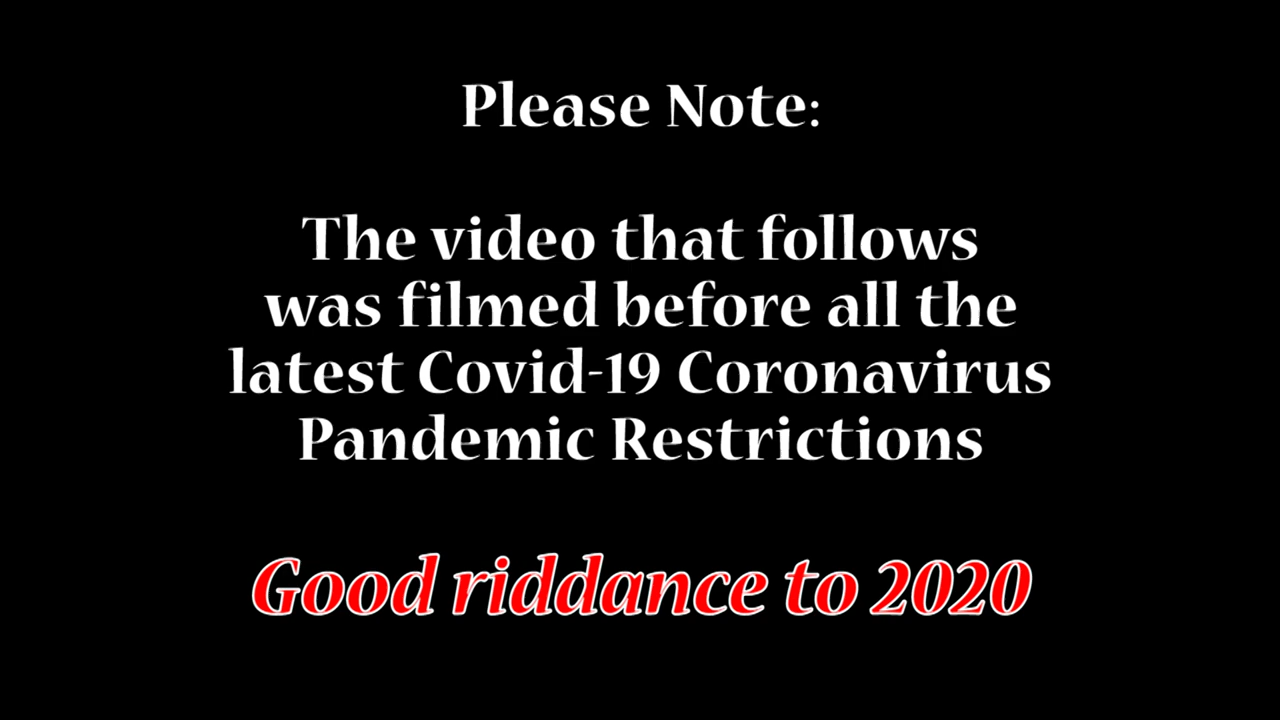 Please Note:
The video that follows
was filmed before all the
latest Covid-19 Coronavirus
Pandemic Restrictions
Good riddance to 2020